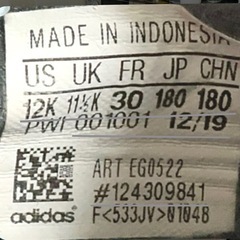 MADE IN INDONESIA
US UK FR JP CHN
12K 11½K 30 180 180
PWI 001001 12/19
ART EG0522
#124309841
adidas F<533JV>0104B